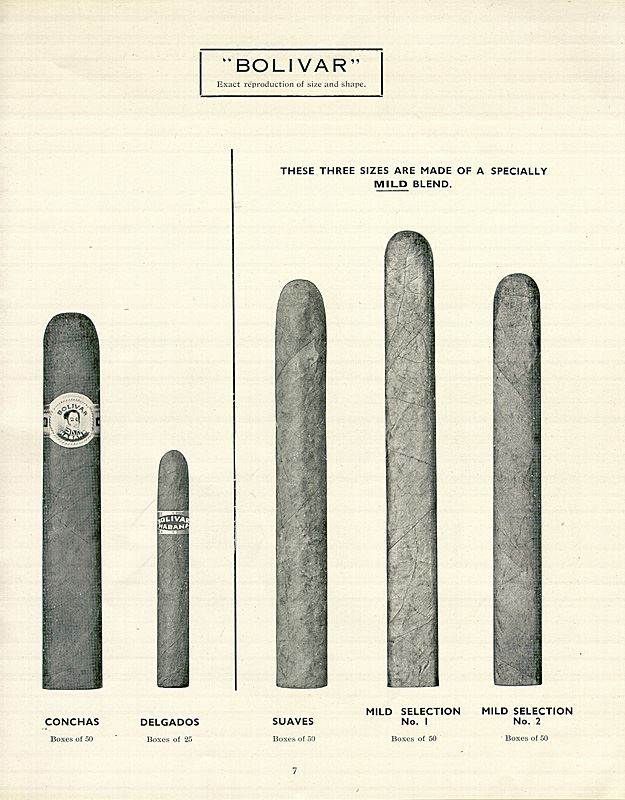 "BOLIVAR"
Exact reproduction of size and shape.
THESE THREE SIZES ARE MADE OF A SPECIALLY
MILD BLEND.
BOLIVAR
BOLIVAR
HABANA
CONCHAS
Boxes of 50
DELGADOS
Boxes of 25
SUAVES
Boxes of 50
MILD SELECTION
No. 1
Boxes of 50
MILD SELECTION
No. 2
Boxes of 50
7